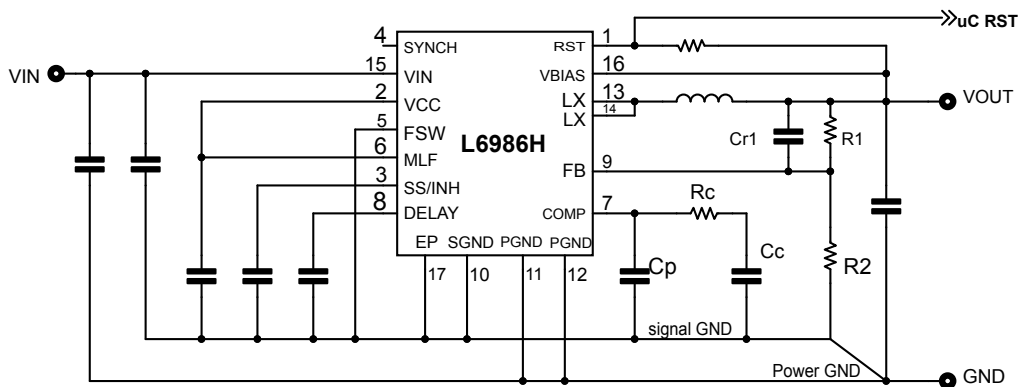 uC RST
4
SYNCH
RST
1
VIN
15
VIN
VBIAS
16
2
VCC
LX
13
VOUT
LX
14
5
FSW
L6986H
Cr1
R1
6
MLF
FB
9
3
SS/INH
Rc
8
DELAY
COMP
7
EP
SGND
PGND
PGND
Cp
Cc
R2
17
10
11
12
signal GND
Power GND
GND